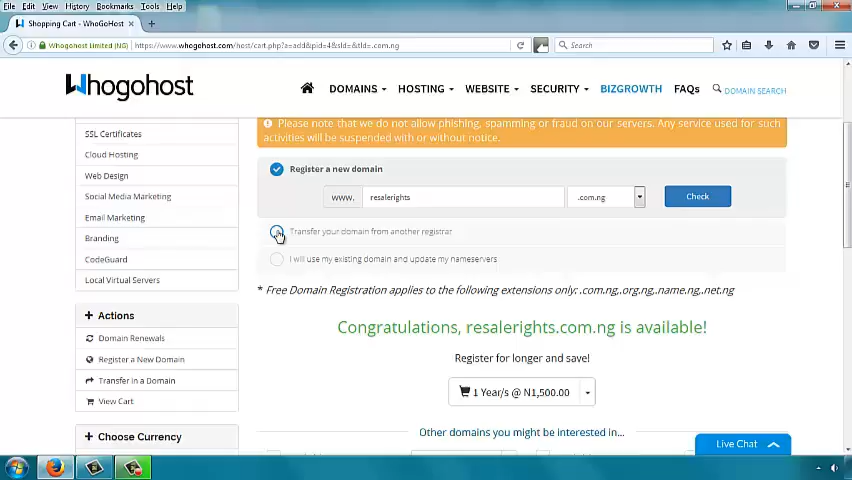 File Edit View History Bookmarks Tools Help
Shopping Cart - WhoGoHost
Whogohost Limited (NG) https://www.whogohost.com/host/cart.php?a=add&pid=4&sld=&tld=.com.ng
Search
Whogohost
DOMAINS HOSTING WEBSITE SECURITY BIZGROWTH FAQs DOMAIN SEARCH
Please note that we do not allow phishing, spamming or fraud on our servers. Any service used for such
activities will be suspended with or without notice.
SSL Certificates
Cloud Hosting
Web Design
Social Media Marketing
Email Marketing
Branding
CodeGuard
Local Virtual Servers
Actions
Domain Renewals
Register a New Domain
Transfer in a Domain
View Cart
Choose Currency
Register a new domain
www. resalerights .com.ng Check
Transfer your domain from another registrar
I will use my existing domain and update my nameservers
* Free Domain Registration applies to the following extensions only: .com.ng,.org.ng,.name.ng,.net.ng
Congratulations, resalerights.com.ng is available!
Register for longer and save!
1 Year/s @ N1,500.00
Other domains you might be interested in...
Live Chat